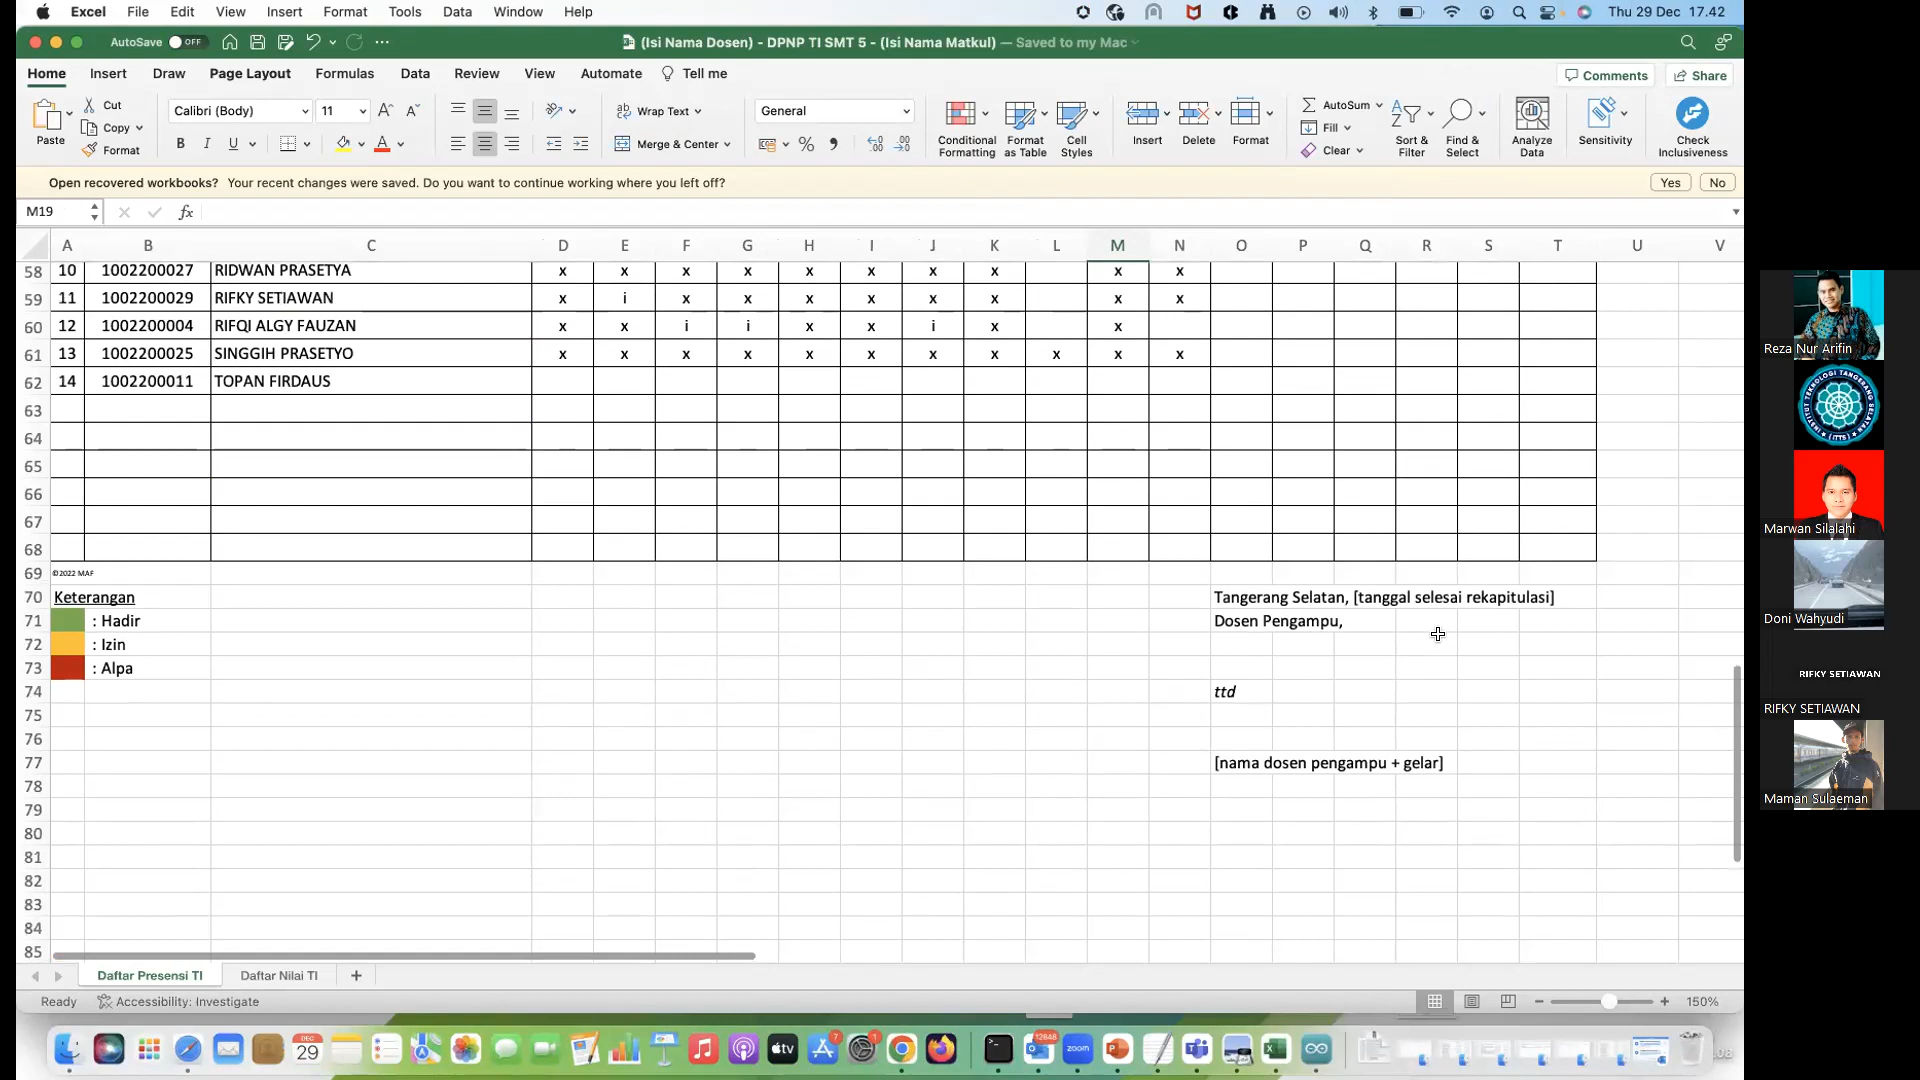 Excel File Edit View Insert Format Tools Data Window Help Thu 29 Dec 17.42
AutoSave OFF (Isi Nama Dosen) - DPNP TI SMT 5 - (Isi Nama Matkul) — Saved to my Mac
Home Insert Draw Page Layout Formulas Data Review View Automate Tell me Comments Share
Paste Cut Copy Format
Calibri (Body) 11
B I U
Wrap Text
Merge & Center
General
Conditional Formatting Format as Table Cell Styles
Insert Delete Format
AutoSum Fill Clear
Sort & Filter Find & Select
Analyze Data Sensitivity Check Inclusiveness
Open recovered workbooks? Your recent changes were saved. Do you want to continue working where you left off? Yes No
M19 fx
A B C D E F G H I J K L M N O P Q R S T U V
58 10 1002200027 RIDWAN PRASETYA x x x x x x x x x x
59 11 1002200029 RIFKY SETIAWAN x i x x x x x x x x
60 12 1002200004 RIFQI ALGY FAUZAN x x i i x x i x x
61 13 1002200025 SINGGIH PRASETYO x x x x x x x x x x x
62 14 1002200011 TOPAN FIRDAUS
63
64
65
66
67
68
69 ©2022 MAF
70 Keterangan Tangerang Selatan, [tanggal selesai rekapitulasi]
71 : Hadir Dosen Pengampu,
72 : Izin
73 : Alpa
74 ttd
75
76
77 [nama dosen pengampu + gelar]
78
79
80
81
82
83
84
85
Daftar Presensi TI Daftar Nilai TI +
Ready Accessibility: Investigate 150%
Reza Nur Arifin
Marwan Silalahi
Doni Wahyudi
RIFKY SETIAWAN
RIFKY SETIAWAN
Maman Sulaeman
DEC
29
tv
7
1
12848
zoom